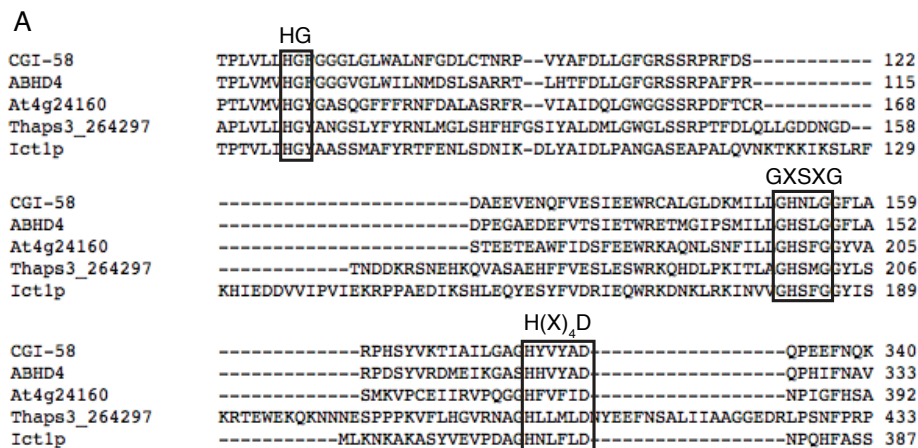 A
HG
CGI-58 TPLVLLHGFGGGLGLWALNFGDLCTNRP--VYAFDLLGFGRSSRPRFDS----------- 122
ABHD4 TPLVMVHGFGGGVGLWILNMDSLSARRT--LHTFDLLGFGRSSRPAFPR----------- 115
At4g24160 PTLVMVHGYGASQGFFFRNFDALASRFR--VIAIDQLGWGGSSRPDFTCR---------- 168
Thaps3_264297 APLVLLHGYANGSLYFYRNLMGLSHFHFGSIYALDMLGWGLSSRPTFDLQLLGDDNGD-- 158
Ict1p TPTVLIHGYAASSMAFYRTFENLSDNIK-DLYAIDLPANGASEAPALQVNKTKKIKSLRF 129
GXSXG
CGI-58 -----------------------DAEEVENQFVESIEEWRCALGLDKMILLGHNLGGFLA 159
ABHD4 -----------------------DPEGAEDEFVTSIETWRETMGIPSMILLGHSLGGFLA 152
At4g24160 -----------------------STEETEAWFIDSFEEWRKAQNLSNFILLGHSFGGYVA 205
Thaps3_264297 ------------TNDDKRSNEHKQVASAEHFFVESLESWRKQHDLPKITLAGHSMGGYLS 206
Ict1p KHIEDDVVIPVIEKRPPAEDIKSHLEQYESYFVDRIEQWRKDNKLRKINVVGHSFGGYIS 189
H(X)₄D
CGI-58 -------------RPHSYVKTIAILGAGHYVYAD------------------QPEEFNQK 340
ABHD4 -------------RPDSYVRDMEIKGASHHVYAD------------------QPHIFNAV 333
At4g24160 -------------SMKVPCEIIRVPQGGHFVFID------------------NPIGFHSA 392
Thaps3_264297 KRTEWEKQKNNNESPPPKVFLHGVRNAGHLLMLDNYEEFNSALIIAAGGEDRLPSNFPRP 433
Ict1p -----------MLKNKAKASYVEVPDAGHNLFLD------------------NPQHFASS 387